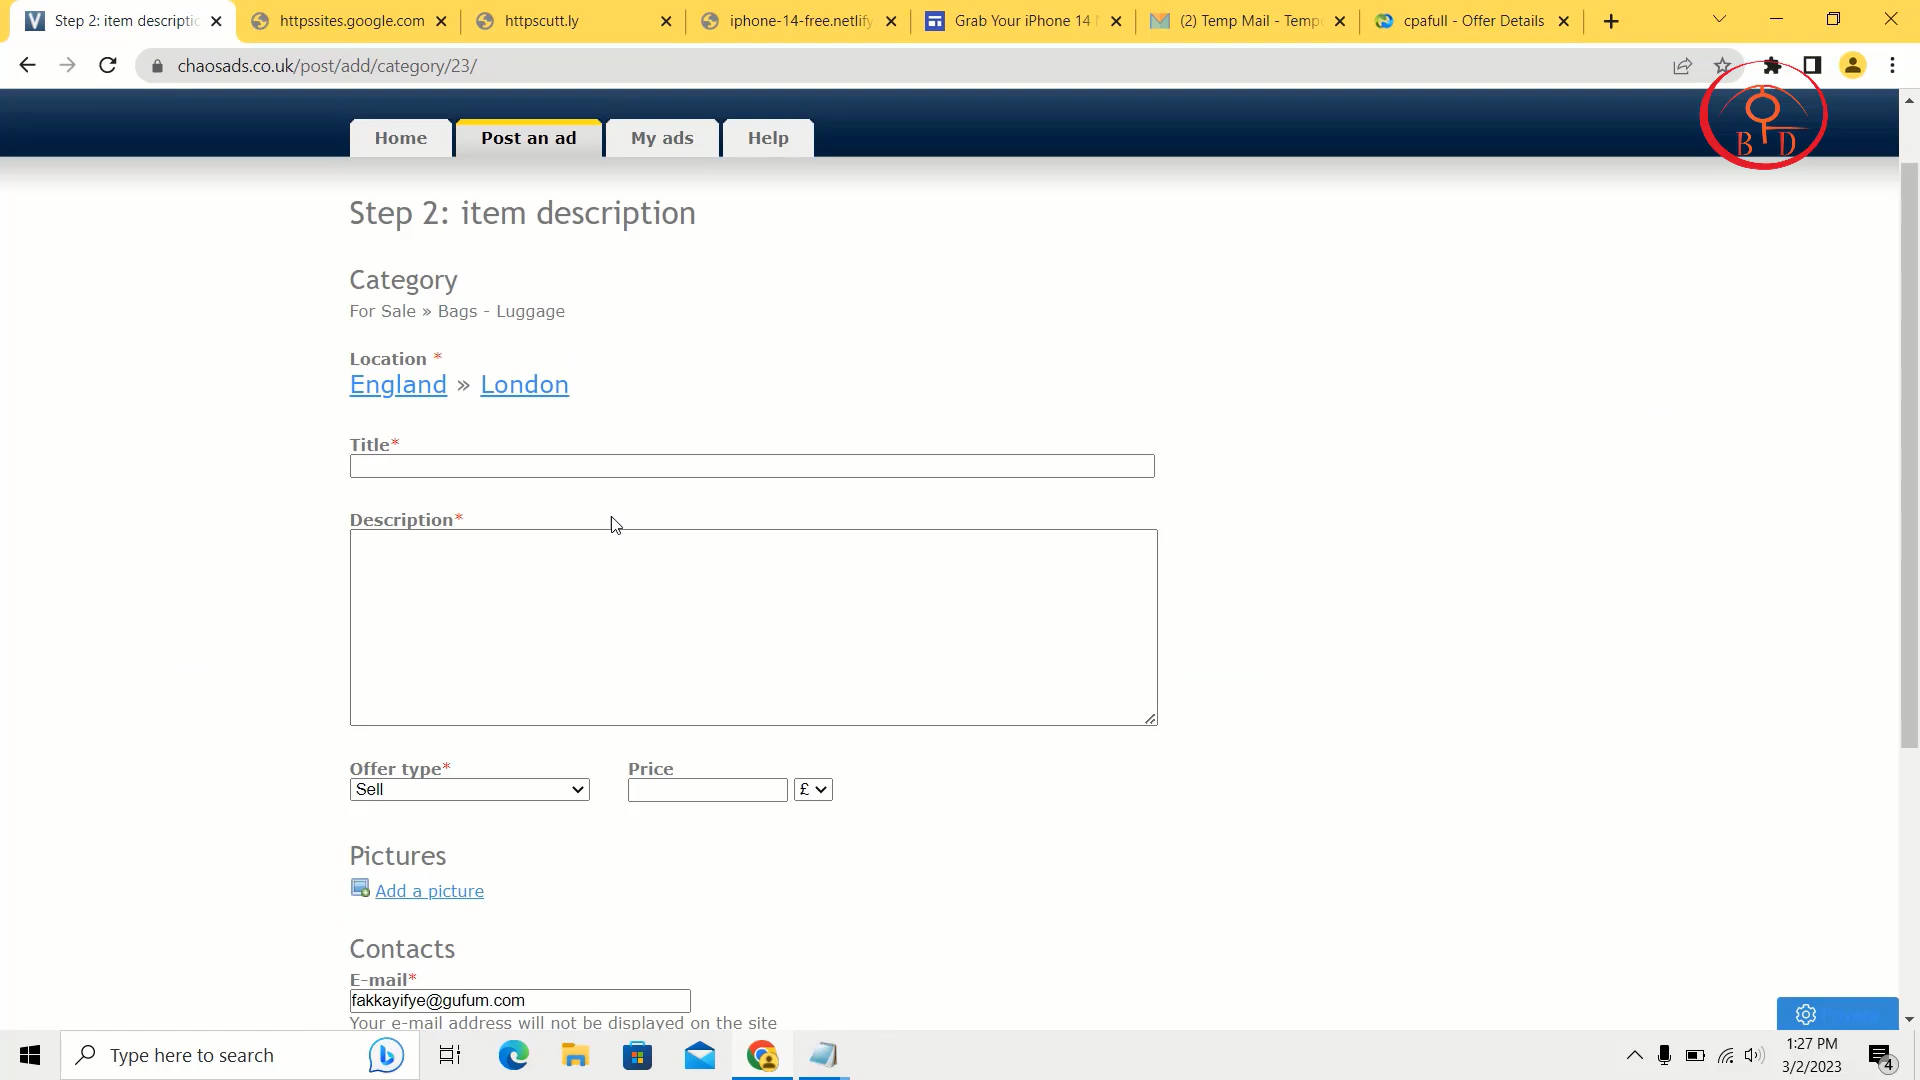 Step 2: item descriptio
httpssites.google.com
httpscutt.ly
iphone-14-free.netlify
Grab Your iPhone 14
(2) Temp Mail - Temp
cpafull - Offer Details
chaosads.co.uk/post/add/category/23/
Home
Post an ad
My ads
Help
B D
Step 2: item description
Category
For Sale » Bags - Luggage
Location *
England » London
Title*
Description*
Offer type*
Price
Sell
£
Pictures
Add a picture
Contacts
E-mail*
fakkayifye@gufum.com
Your e-mail address will not be displayed on the site
Type here to search
1:27 PM
3/2/2023
4